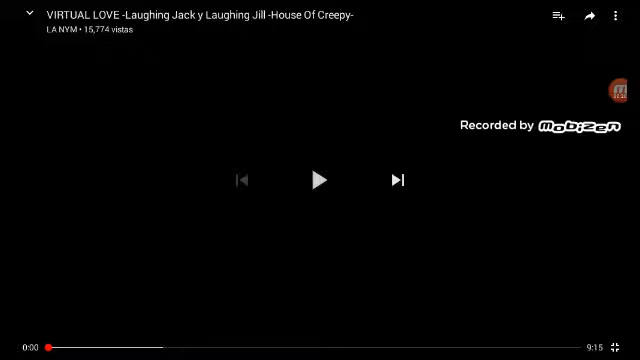 VIRTUAL LOVE -Laughing Jack y Laughing Jill -House Of Creepy-
LA NYM • 15,774 vistas
Recorded by mobizen
0:00
9:15